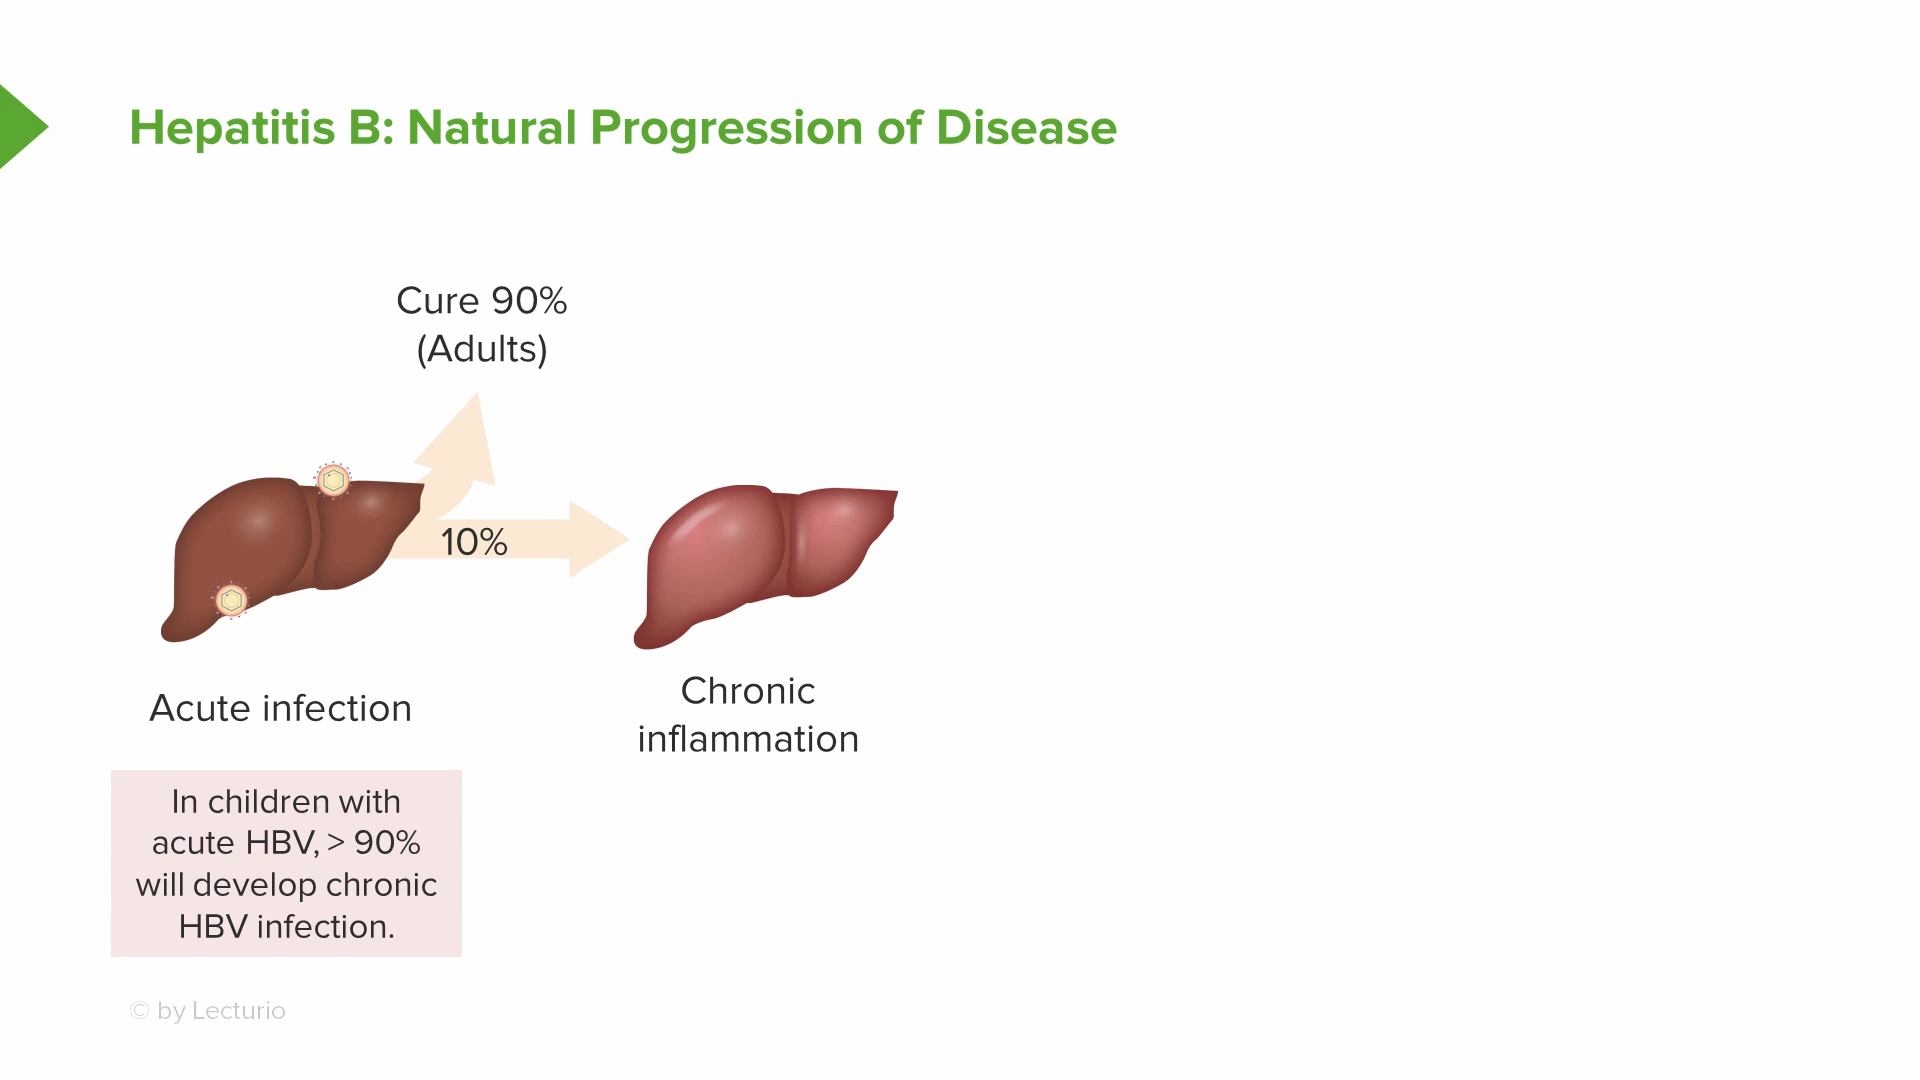 Hepatitis B: Natural Progression of Disease
Cure 90%
(Adults)
10%
Acute infection
Chronic
inflammation
In children with
acute HBV, > 90%
will develop chronic
HBV infection.
© by Lecturio